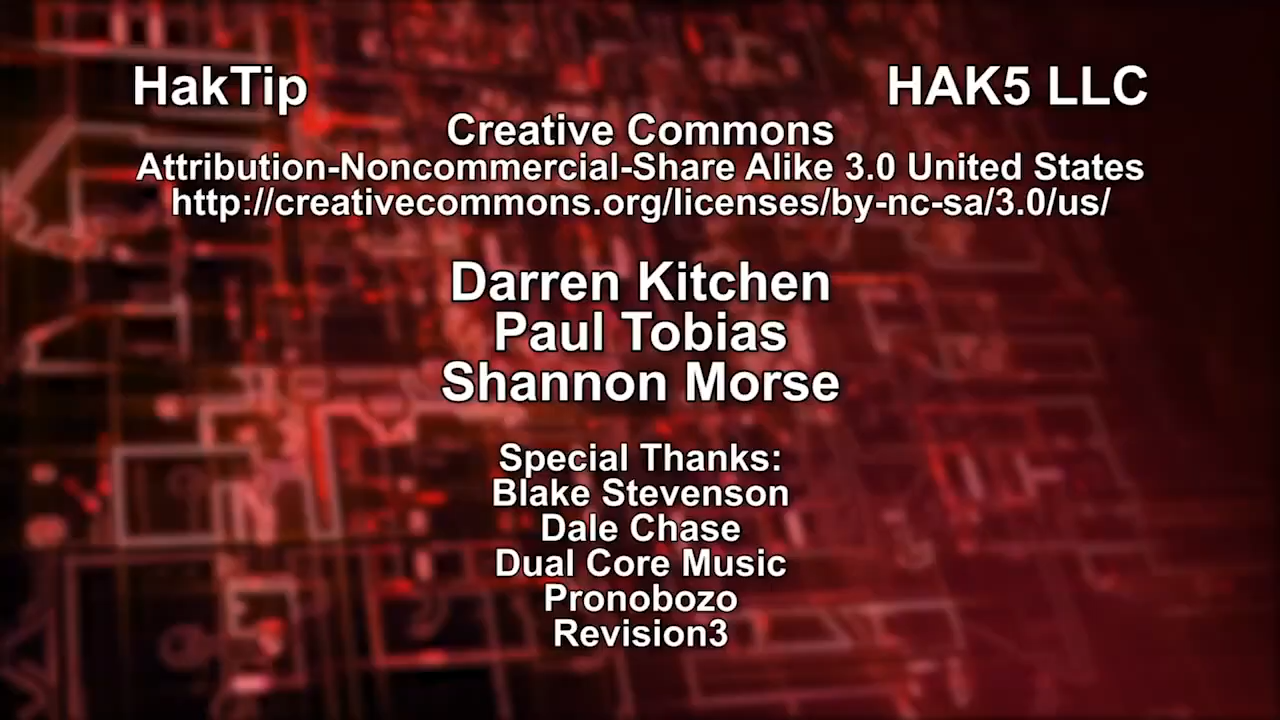 HakTip HAK5 LLC
Creative Commons
Attribution-Noncommercial-Share Alike 3.0 United States
http://creativecommons.org/licenses/by-nc-sa/3.0/us/
Darren Kitchen
Paul Tobias
Shannon Morse
Special Thanks:
Blake Stevenson
Dale Chase
Dual Core Music
Pronobozo
Revision3